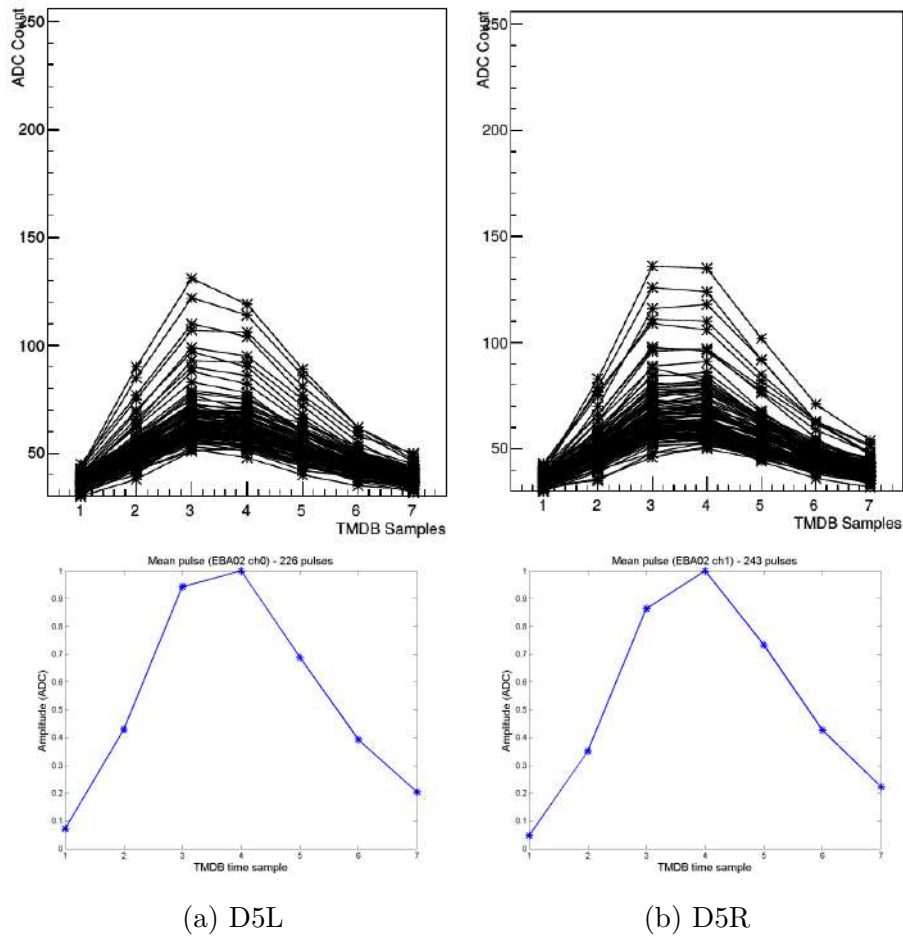 ADC Count
250
200
150
100
50
1 2 3 4 5 6 7
TMDB Samples
ADC Count
250
200
150
100
50
1 2 3 4 5 6 7
TMDB Samples
Mean pulse (EBA02 ch0) - 226 pulses
Amplitude (ADC)
1
0.9
0.8
0.7
0.6
0.5
0.4
0.3
0.2
0.1
0
1 2 3 4 5 6 7
TMDB time sample
Mean pulse (EBA02 ch1) - 243 pulses
Amplitude (ADC)
1
0.9
0.8
0.7
0.6
0.5
0.4
0.3
0.2
0.1
0
1 2 3 4 5 6 7
TMDB time sample
(a) D5L
(b) D5R